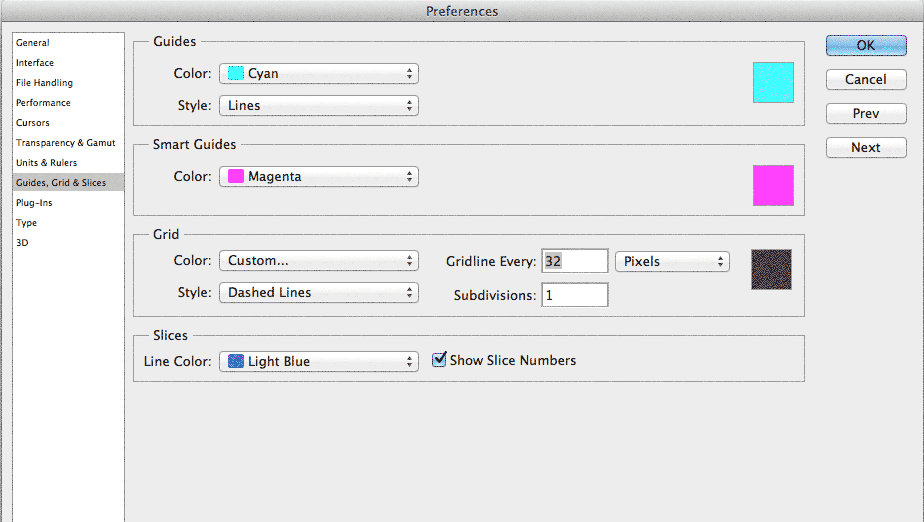 Preferences
General
Interface
File Handling
Performance
Cursors
Transparency & Gamut
Units & Rulers
Guides, Grid & Slices
Plug-Ins
Type
3D
Guides
Color: Cyan
Style: Lines
Smart Guides
Color: Magenta
Grid
Color: Custom... Gridline Every: 32 Pixels
Style: Dashed Lines Subdivisions: 1
Slices
Line Color: Light Blue Show Slice Numbers
OK
Cancel
Prev
Next